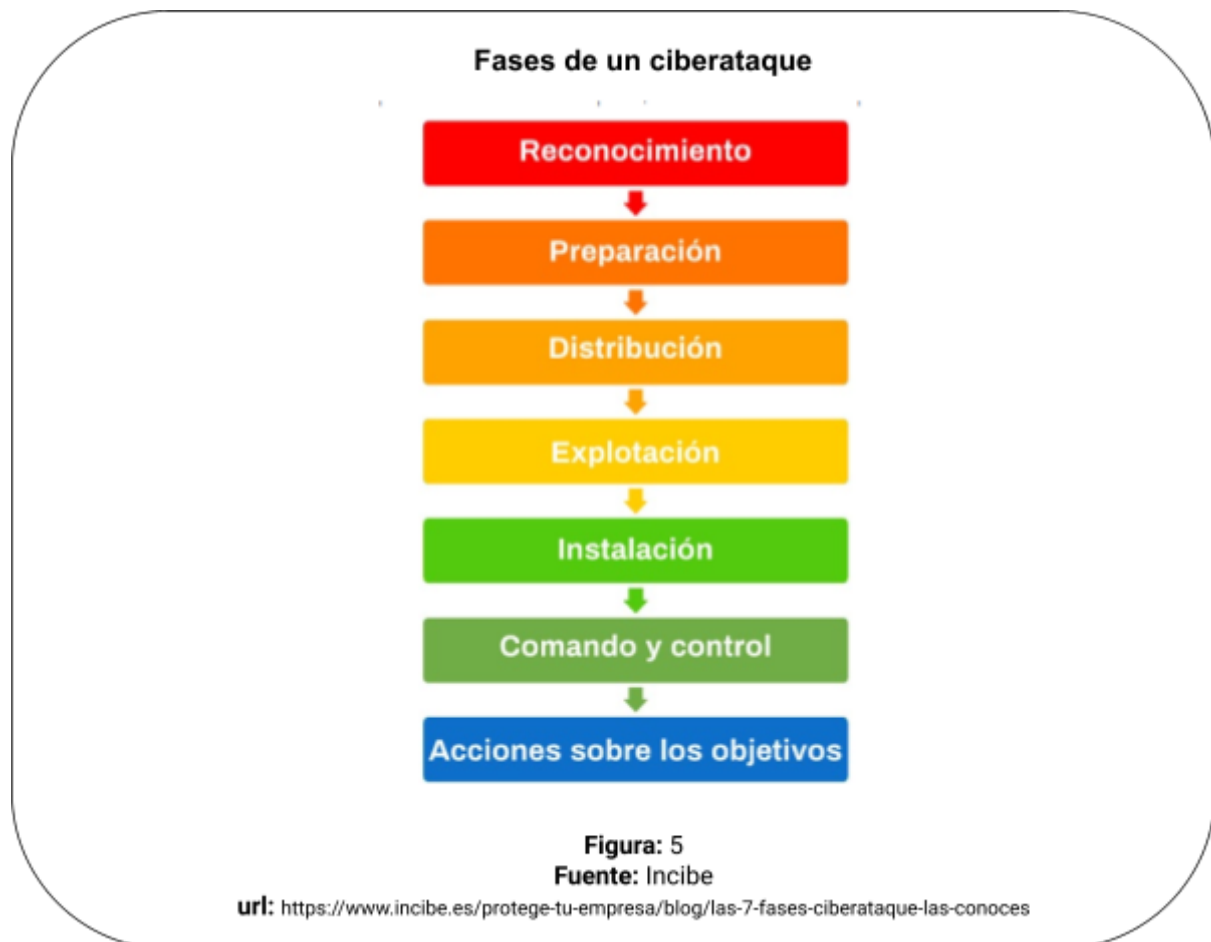 Fases de un ciberataque
Reconocimiento
Preparación
Distribución
Explotación
Instalación
Comando y control
Acciones sobre los objetivos
Figura: 5
Fuente: Incibe
url: https://www.incibe.es/protege-tu-empresa/blog/las-7-fases-ciberataque-las-conoces